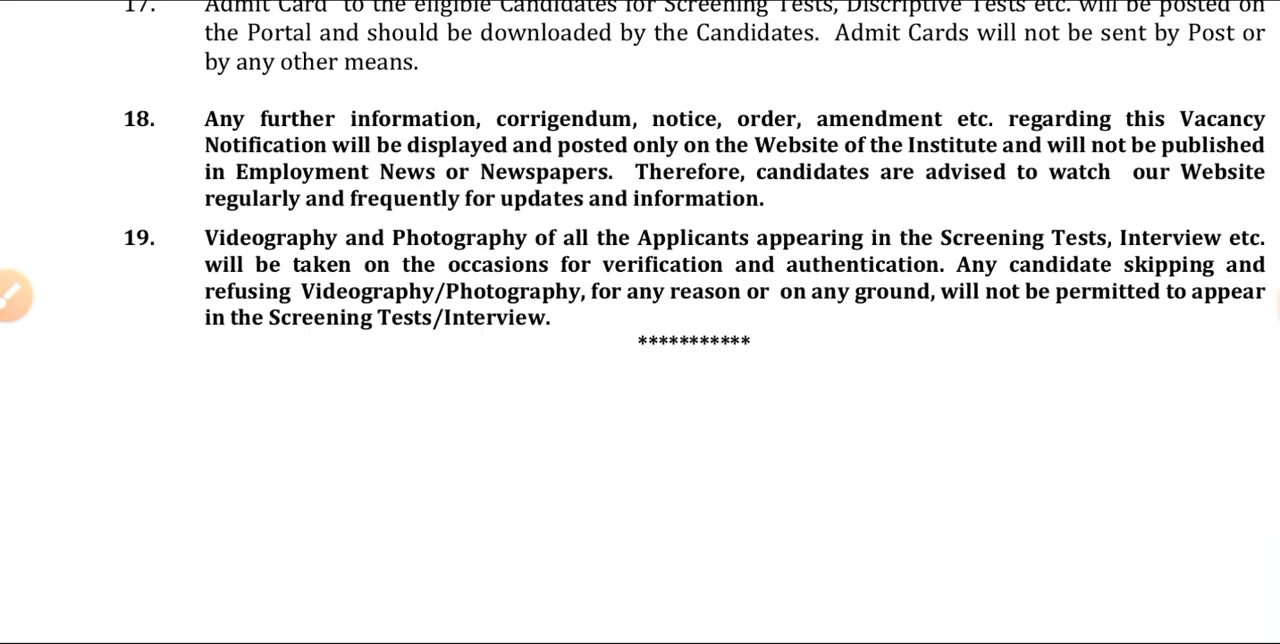 17. Admit Card to the eligible Candidates for Screening Tests, Discriptive Tests etc. will be posted on
the Portal and should be downloaded by the Candidates. Admit Cards will not be sent by Post or
by any other means.
18. Any further information, corrigendum, notice, order, amendment etc. regarding this Vacancy
Notification will be displayed and posted only on the Website of the Institute and will not be published
in Employment News or Newspapers. Therefore, candidates are advised to watch our Website
regularly and frequently for updates and information.
19. Videography and Photography of all the Applicants appearing in the Screening Tests, Interview etc.
will be taken on the occasions for verification and authentication. Any candidate skipping and
refusing Videography/Photography, for any reason or on any ground, will not be permitted to appear
in the Screening Tests/Interview.
***********